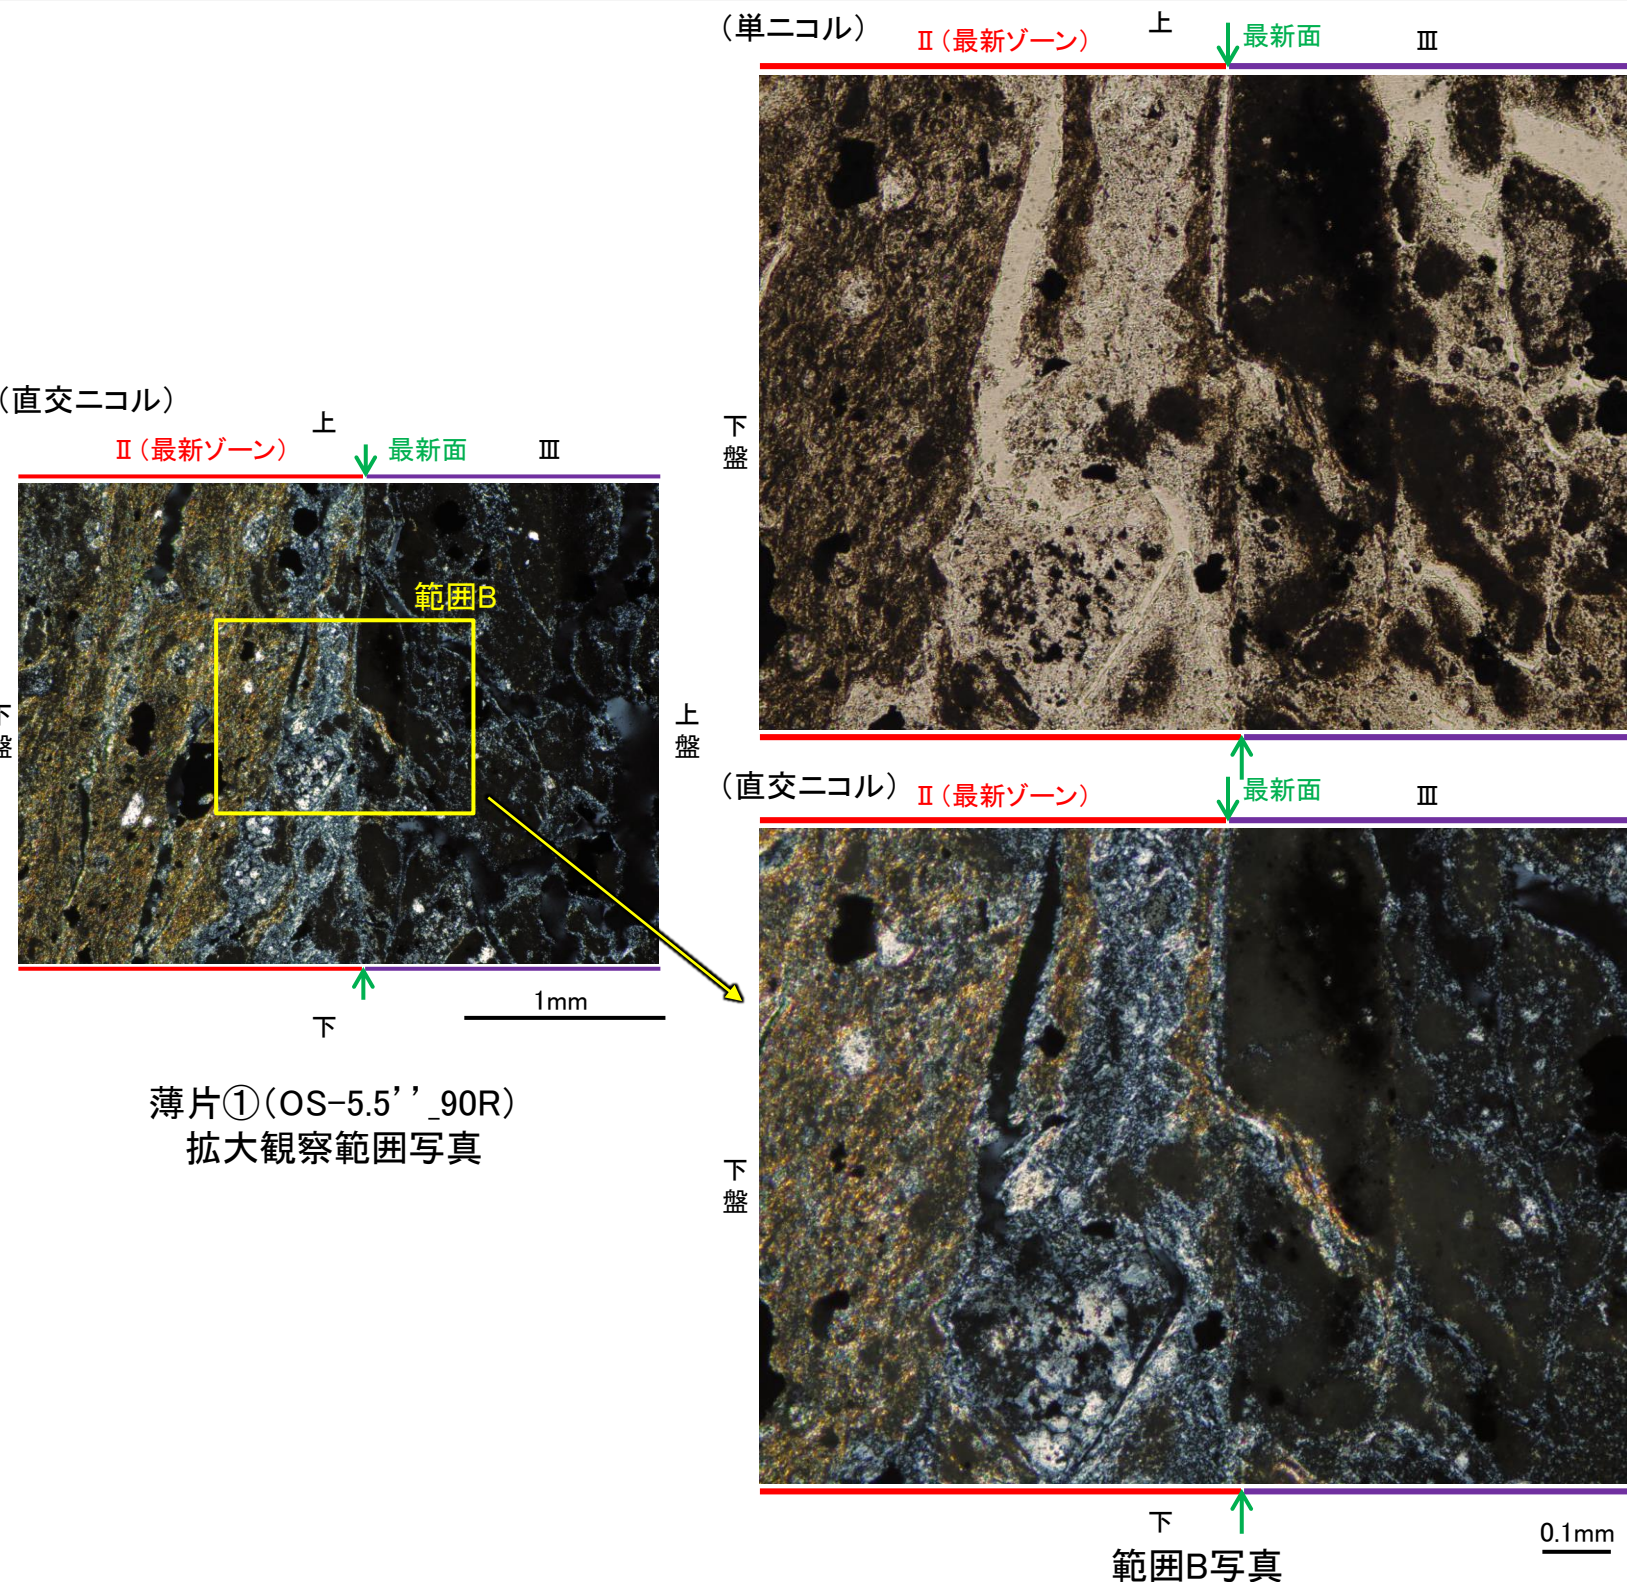 （単ニコル）
上
Ⅱ（最新ゾーン）
最新面
Ⅲ
下
盤
（直交ニコル）
上
Ⅱ（最新ゾーン）
最新面
Ⅲ
範囲B
下
盤
上
盤
下
1mm
薄片①（OS-5.5’’_90R）
拡大観察範囲写真
（直交ニコル）
Ⅱ（最新ゾーン）
最新面
Ⅲ
下
盤
下
0.1mm
範囲B写真